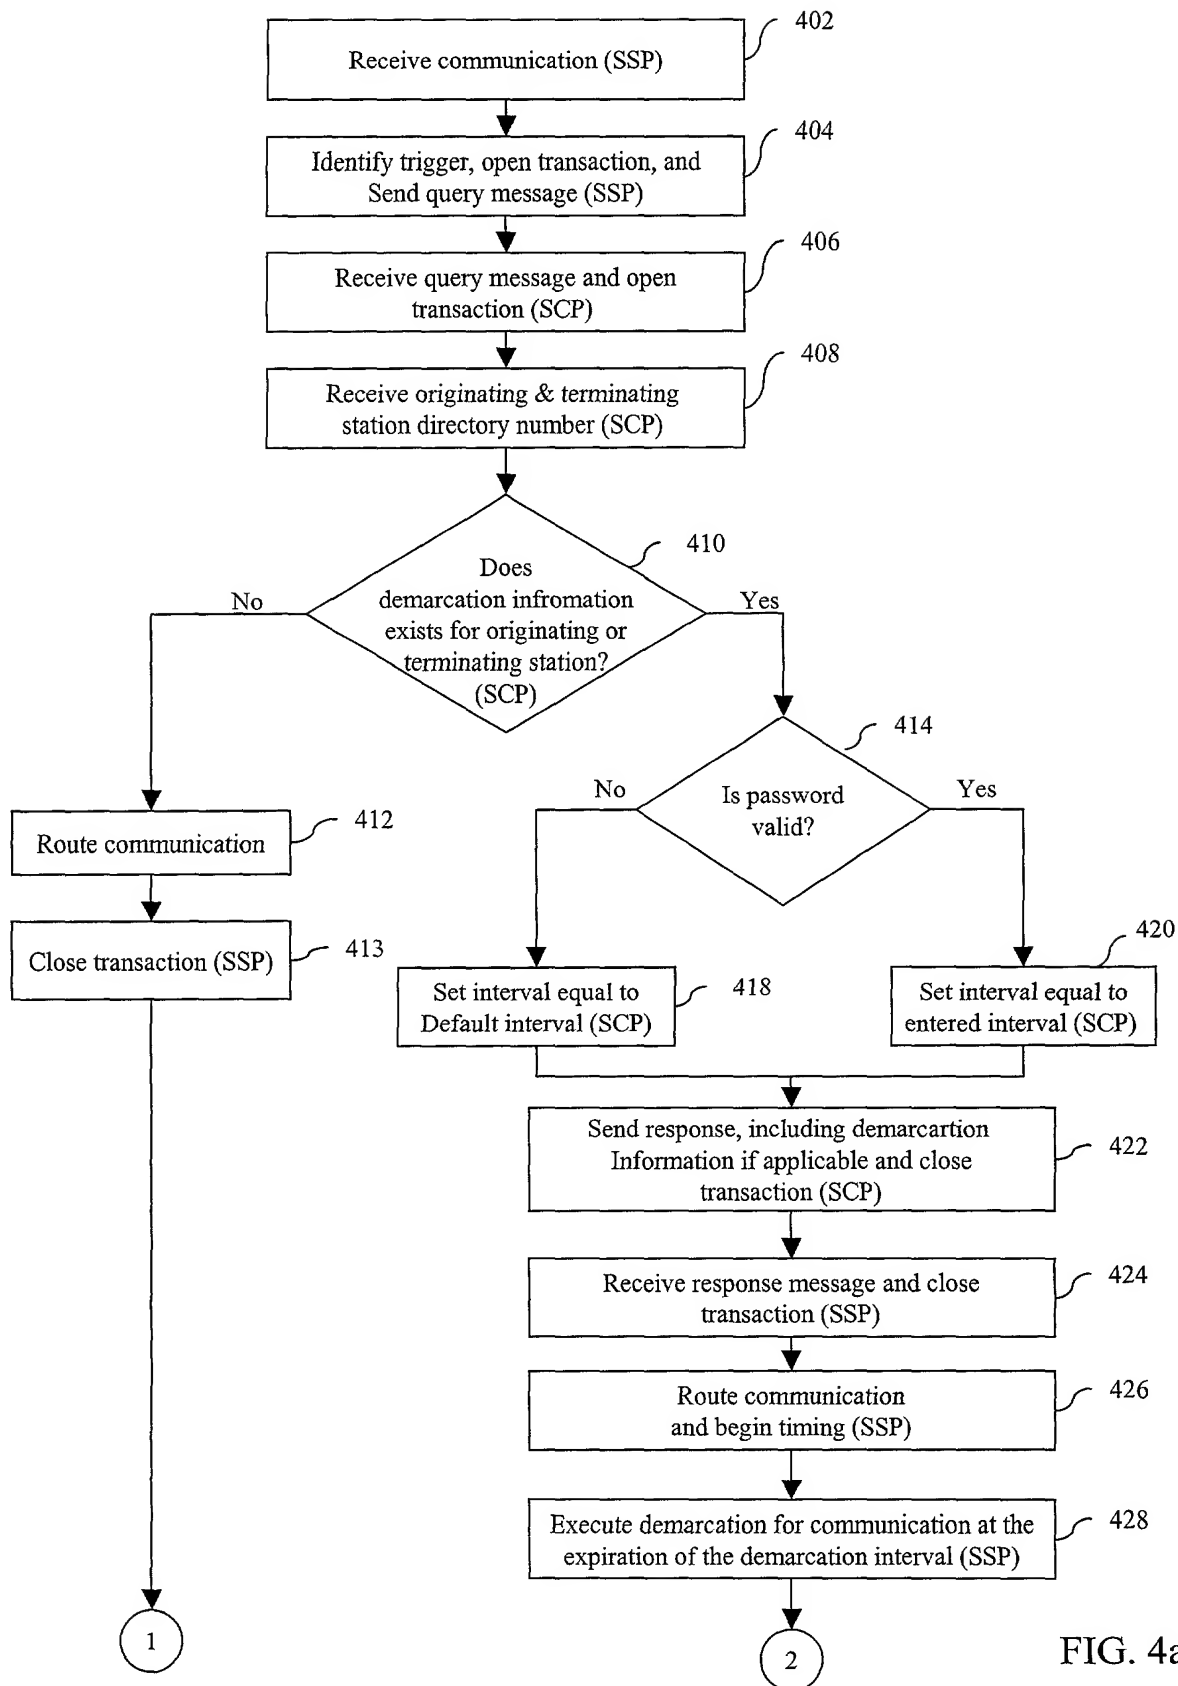 402
Receive communication (SSP)
404
Identify trigger, open transaction, and
Send query message (SSP)
406
Receive query message and open
transaction (SCP)
408
Receive originating & terminating
station directory number (SCP)
410
Does
demarcation infromation
exists for originating or
terminating station?
(SCP)
No
Yes
414
Is password
valid?
No
Yes
412
Route communication
413
Close transaction (SSP)
418
Set interval equal to
Default interval (SCP)
420
Set interval equal to
entered interval (SCP)
422
Send response, including demarcartion
Information if applicable and close
transaction (SCP)
424
Receive response message and close
transaction (SSP)
426
Route communication
and begin timing (SSP)
428
Execute demarcation for communication at the
expiration of the demarcation interval (SSP)
1
2
FIG. 4a